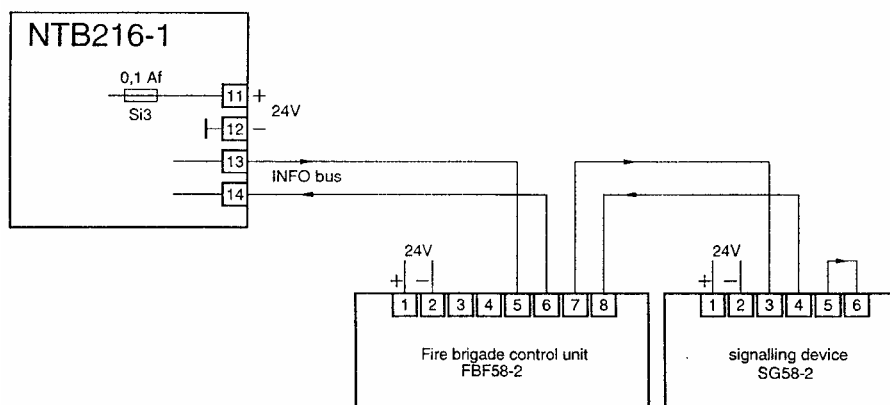 NTB216-1
0,1 Af
Si3
11 +
24V
12 −
13
INFO bus
14
24V
+ −
1 2 3 4 5 6 7 8
Fire brigade control unit
FBF58-2
24V
+ −
1 2 3 4 5 6
signalling device
SG58-2